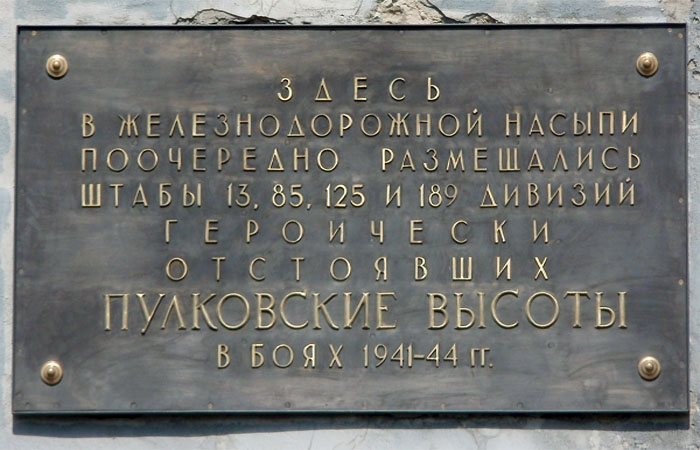 ЗДЕСЬ
В ЖЕЛЕЗНОДОРОЖНОЙ НАСЫПИ
ПООЧЕРЕДНО РАЗМЕЩАЛИСЬ
ШТАБЫ 13, 85, 125 И 189 ДИВИЗИЙ
ГЕРОИЧЕСКИ
ОТСТОЯВШИХ
ПУЛКОВСКИЕ ВЫСОТЫ
В БОЯХ 1941-44 гг.